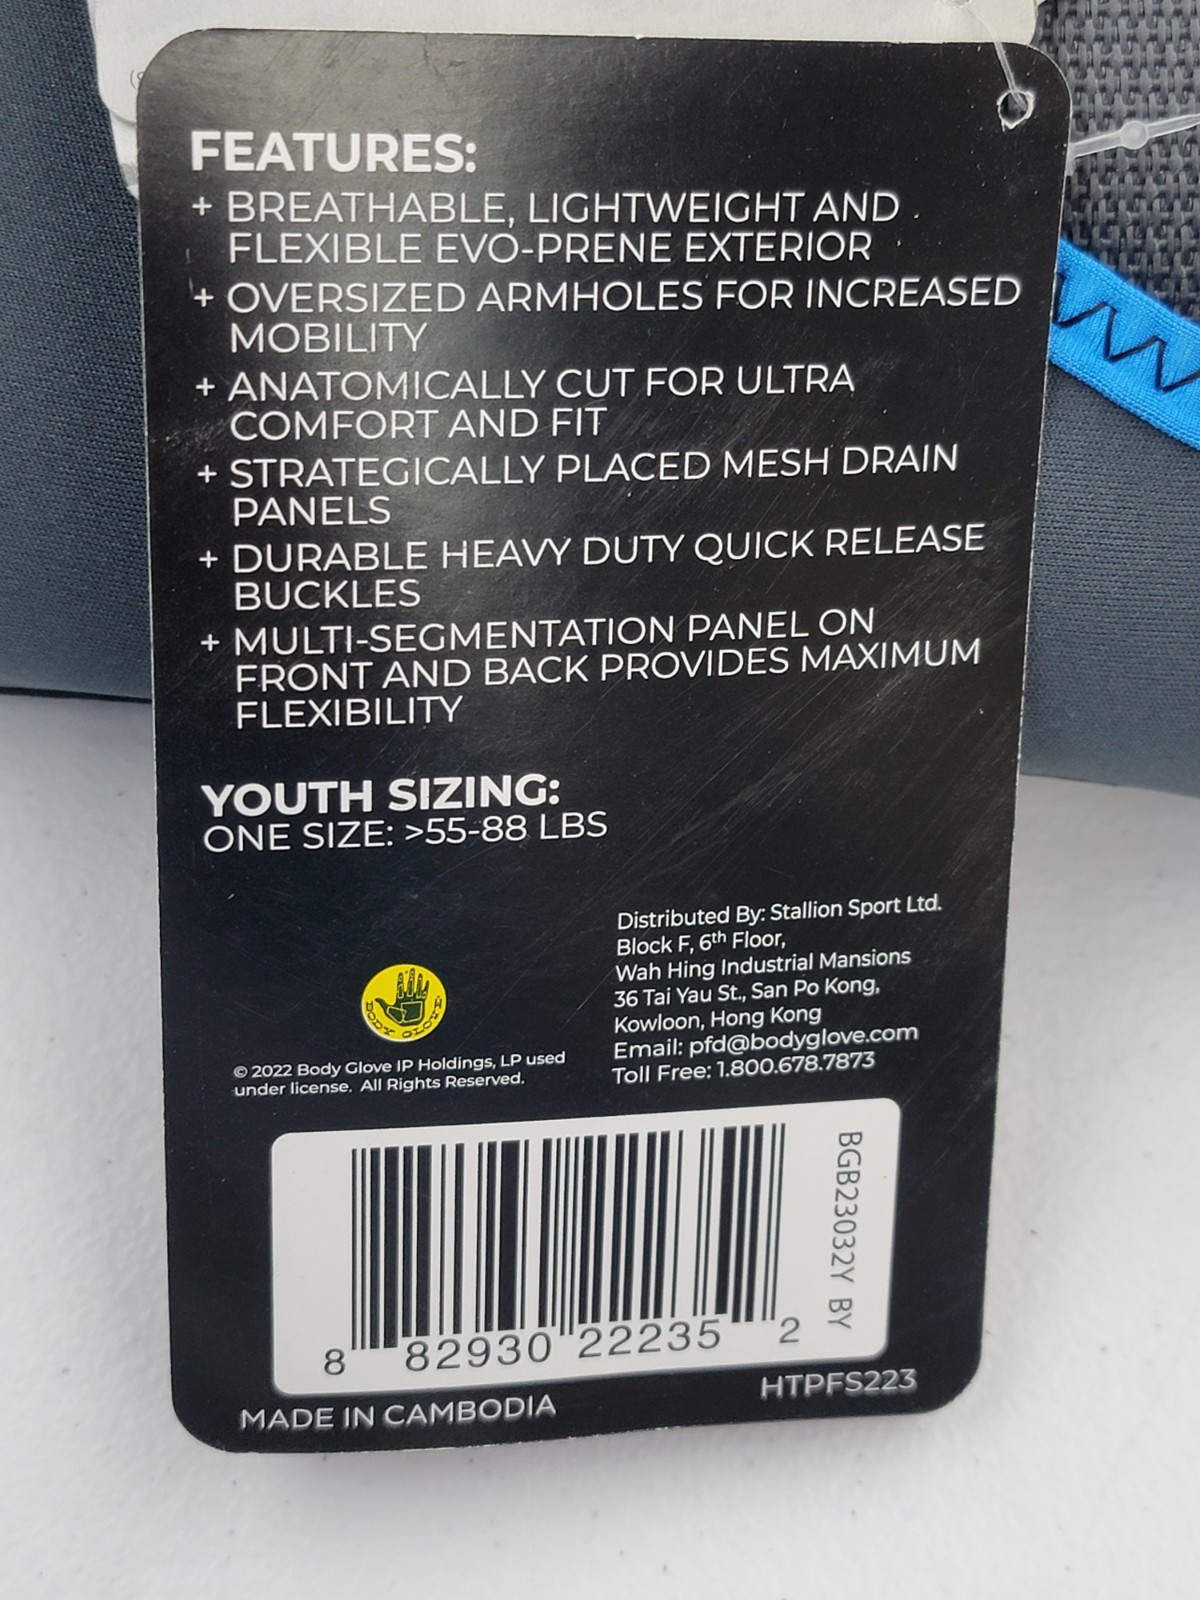 FEATURES:
+ BREATHABLE, LIGHTWEIGHT AND
FLEXIBLE EVO-PRENE EXTERIOR
+ OVERSIZED ARMHOLES FOR INCREASED
MOBILITY
+ ANATOMICALLY CUT FOR ULTRA
COMFORT AND FIT
+ STRATEGICALLY PLACED MESH DRAIN
PANELS
+ DURABLE HEAVY DUTY QUICK RELEASE
BUCKLES
+ MULTI-SEGMENTATION PANEL ON
FRONT AND BACK PROVIDES MAXIMUM
FLEXIBILITY
YOUTH SIZING:
ONE SIZE: >55-88 LBS
BODY GLOVE
© 2022 Body Glove IP Holdings, LP used
under license. All Rights Reserved.
Distributed By: Stallion Sport Ltd.
Block F, 6th Floor,
Wah Hing Industrial Mansions
36 Tai Yau St., San Po Kong,
Kowloon, Hong Kong
Email: pfd@bodyglove.com
Toll Free: 1.800.678.7873
BGB23032Y BY
8 82930 22235 2
MADE IN CAMBODIA
HTPFS223